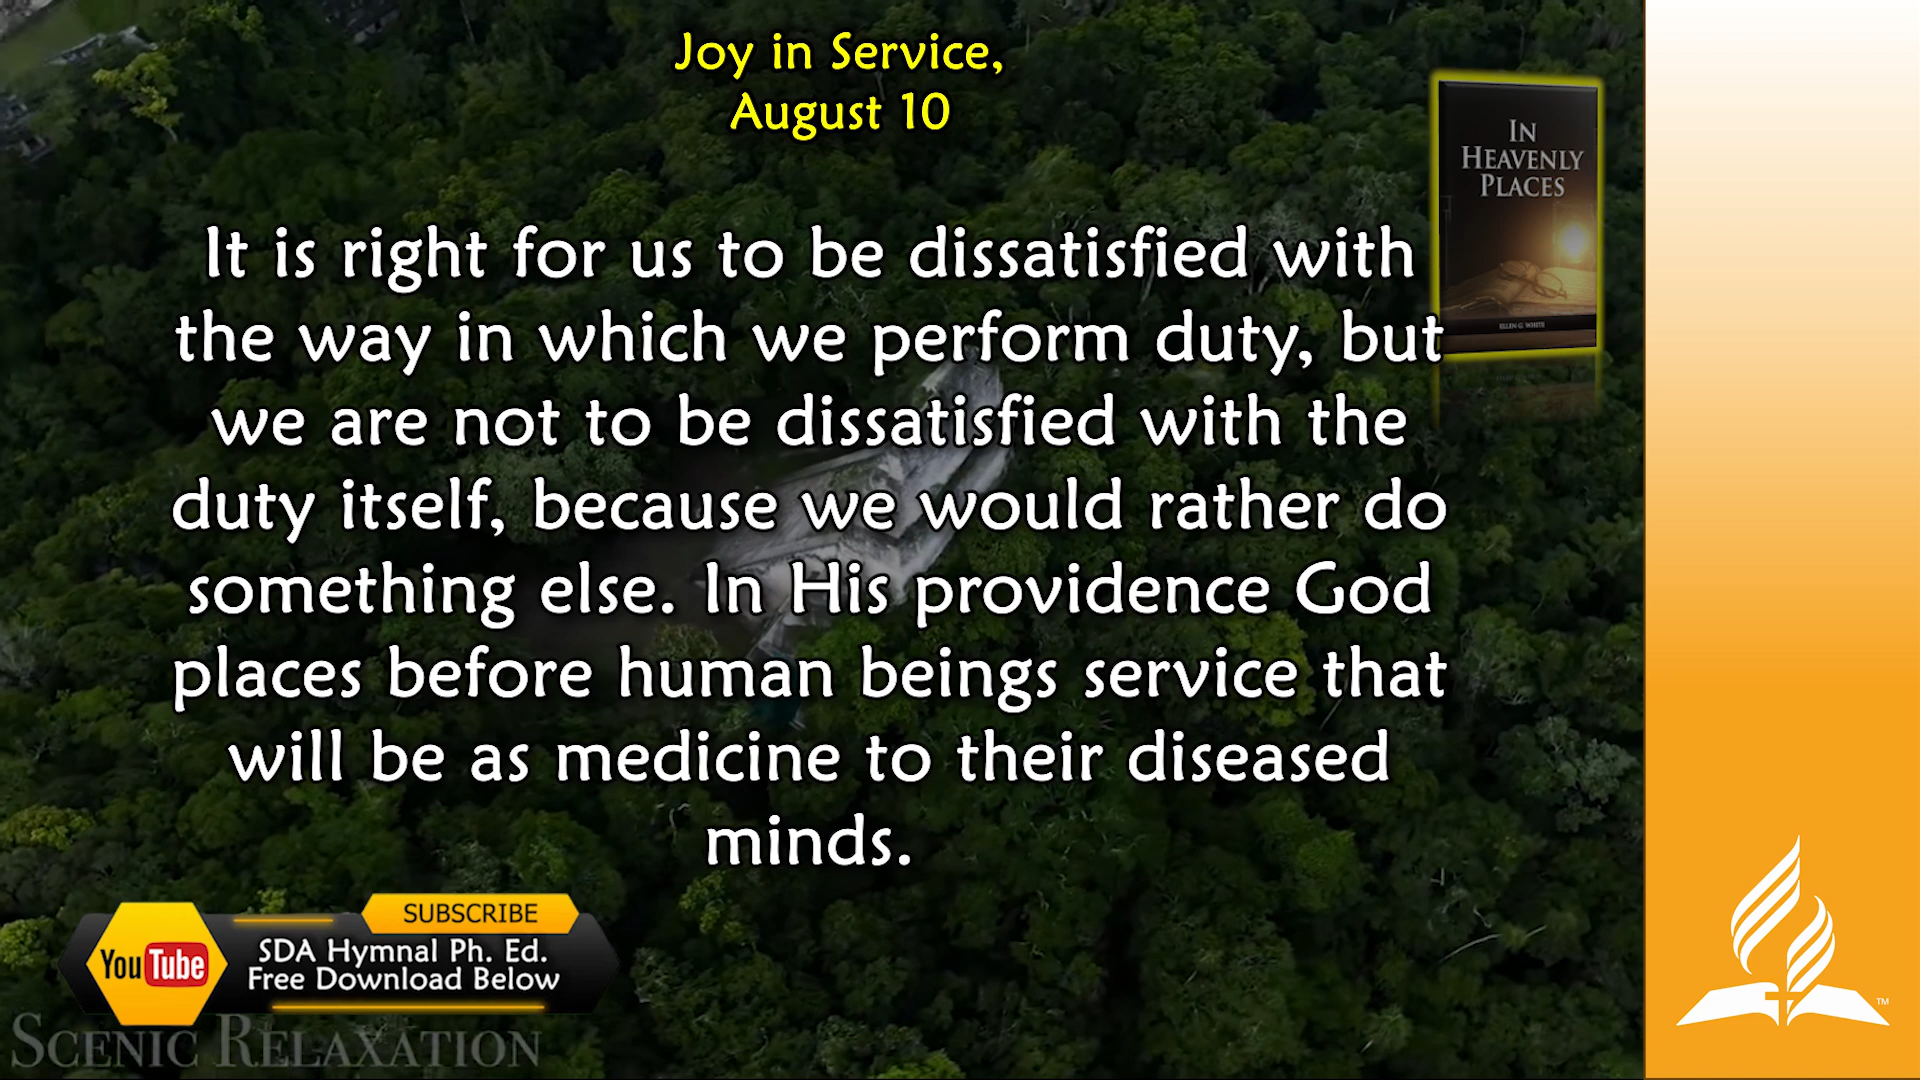 Joy in Service,
August 10
IN
HEAVENLY
PLACES
ELLEN G. WHITE
It is right for us to be dissatisfied with
the way in which we perform duty, but
we are not to be dissatisfied with the
duty itself, because we would rather do
something else. In His providence God
places before human beings service that
will be as medicine to their diseased
minds.
SUBSCRIBE
YouTube
SDA Hymnal Ph. Ed.
Free Download Below
SCENIC RELAXATION
TM